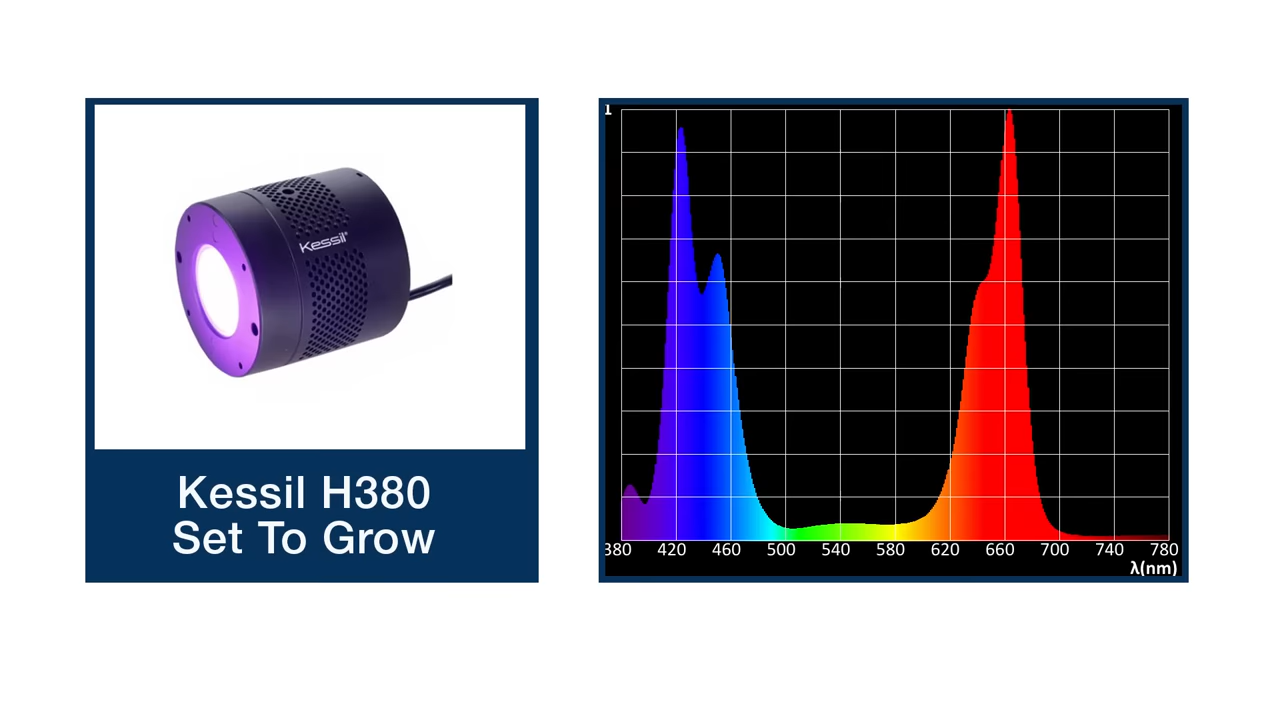 Kessil
Kessil H380
Set To Grow
1
380 420 460 500 540 580 620 660 700 740 780
λ(nm)